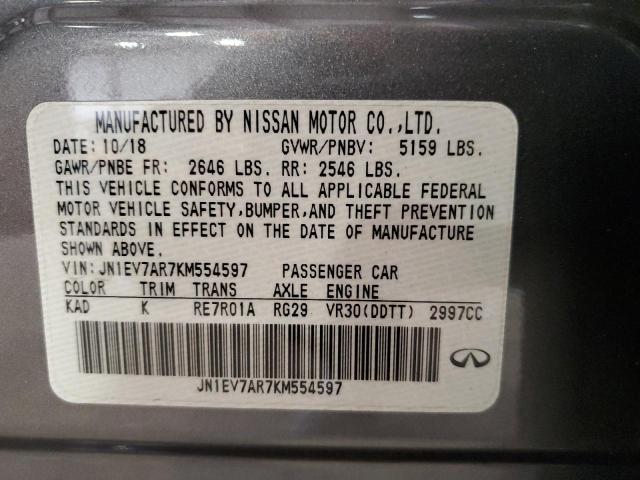 MANUFACTURED BY NISSAN MOTOR CO.,LTD.
DATE: 10/18 GVWR/PNBV: 5159 LBS.
GAWR/PNBE FR: 2646 LBS. RR: 2546 LBS.
THIS VEHICLE CONFORMS TO ALL APPLICABLE FEDERAL
MOTOR VEHICLE SAFETY,BUMPER,AND THEFT PREVENTION
STANDARDS IN EFFECT ON THE DATE OF MANUFACTURE
SHOWN ABOVE.
VIN: JN1EV7AR7KM554597 PASSENGER CAR
COLOR TRIM TRANS AXLE ENGINE
KAD K RE7R01A RG29 VR30(DDTT) 2997CC
JN1EV7AR7KM554597